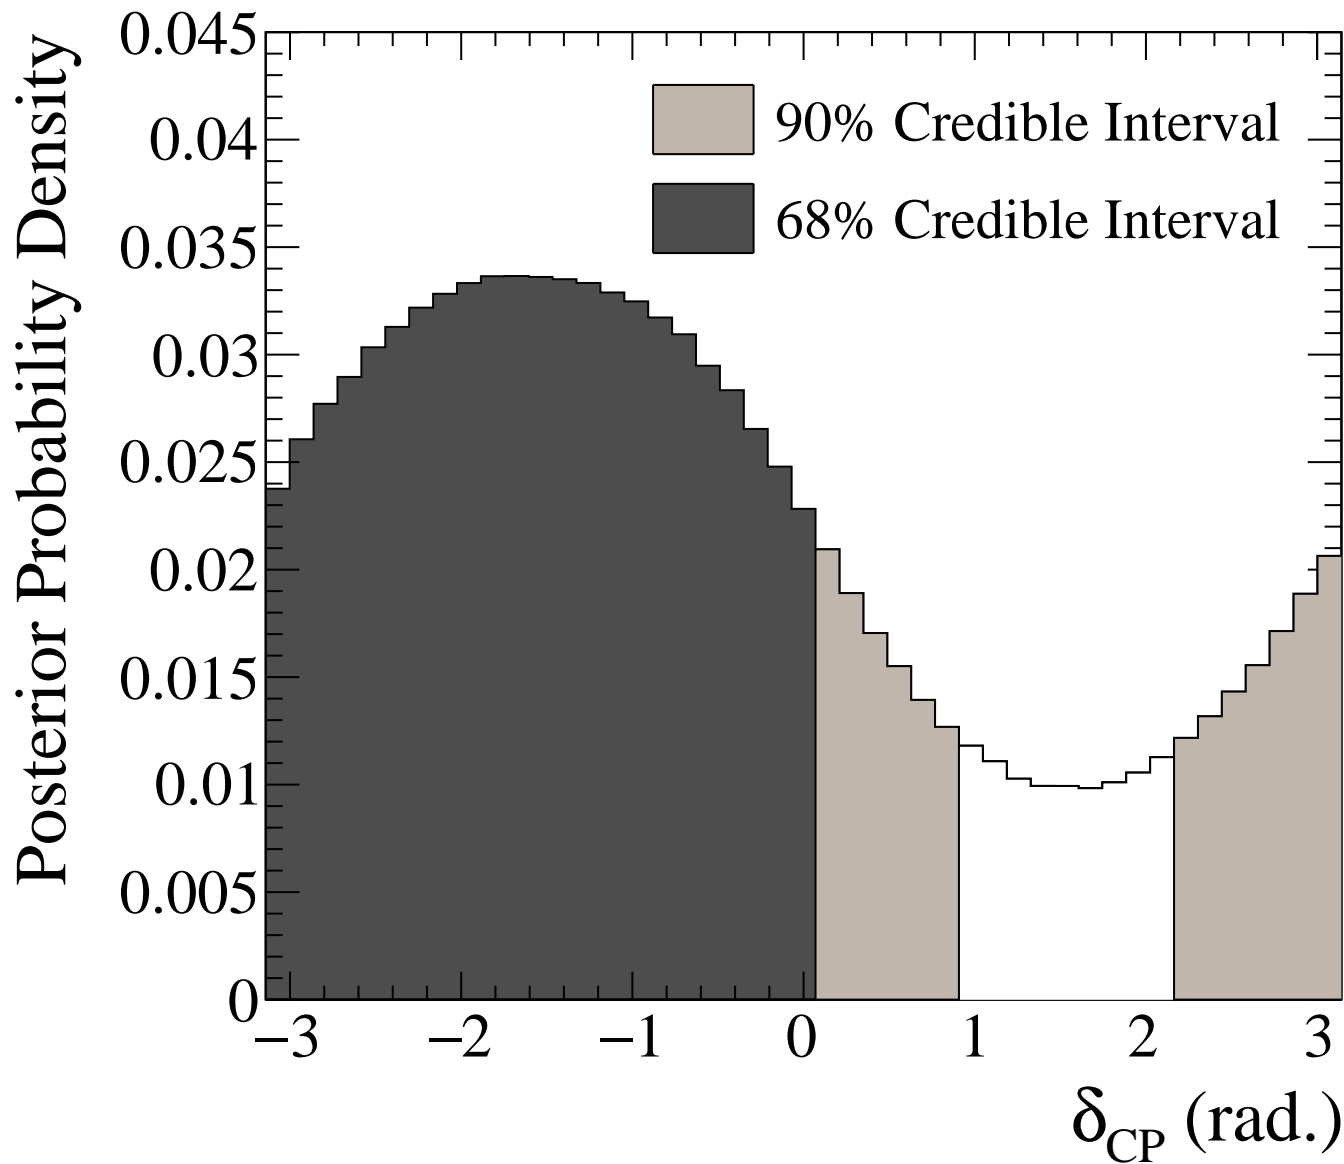 Posterior Probability Density
0.045
0.04
0.035
0.03
0.025
0.02
0.015
0.01
0.005
0
90% Credible Interval
68% Credible Interval
−3 −2 −1 0 1 2 3
δCP (rad.)